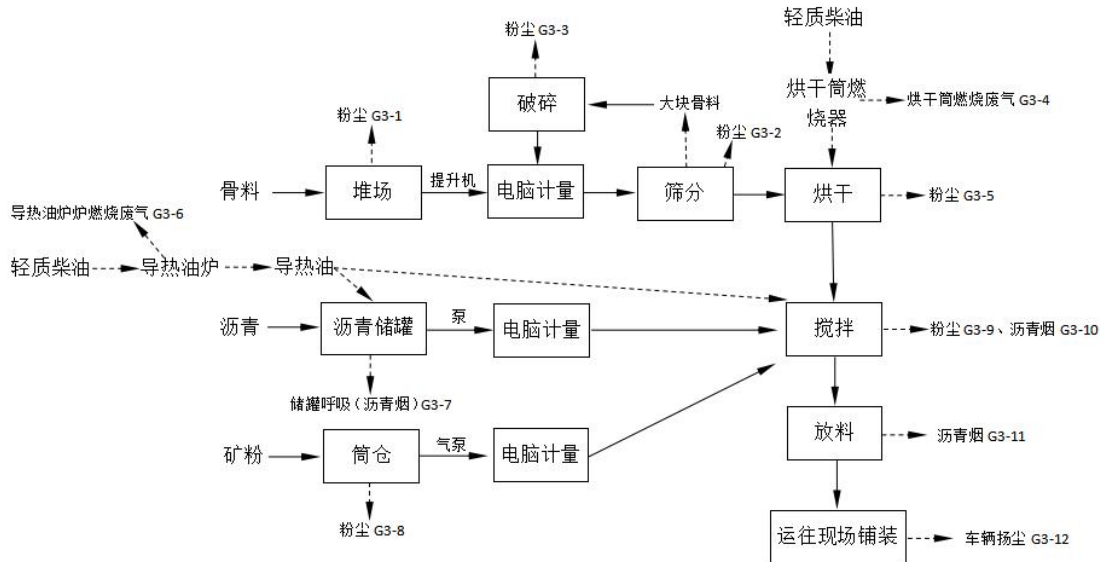 粉尘 G3-3
轻质柴油
破碎
大块骨料
烘干筒燃
烧器
烘干筒燃烧废气 G3-4
粉尘 G3-1
粉尘 G3-2
骨料
堆场
提升机
电脑计量
筛分
烘干
粉尘 G3-5
导热油炉炉燃烧废气 G3-6
轻质柴油
导热油炉
导热油
沥青
沥青储罐
泵
电脑计量
搅拌
粉尘 G3-9、沥青烟 G3-10
储罐呼吸（沥青烟）G3-7
矿粉
筒仓
气泵
电脑计量
放料
沥青烟 G3-11
粉尘 G3-8
运往现场铺装
车辆扬尘 G3-12